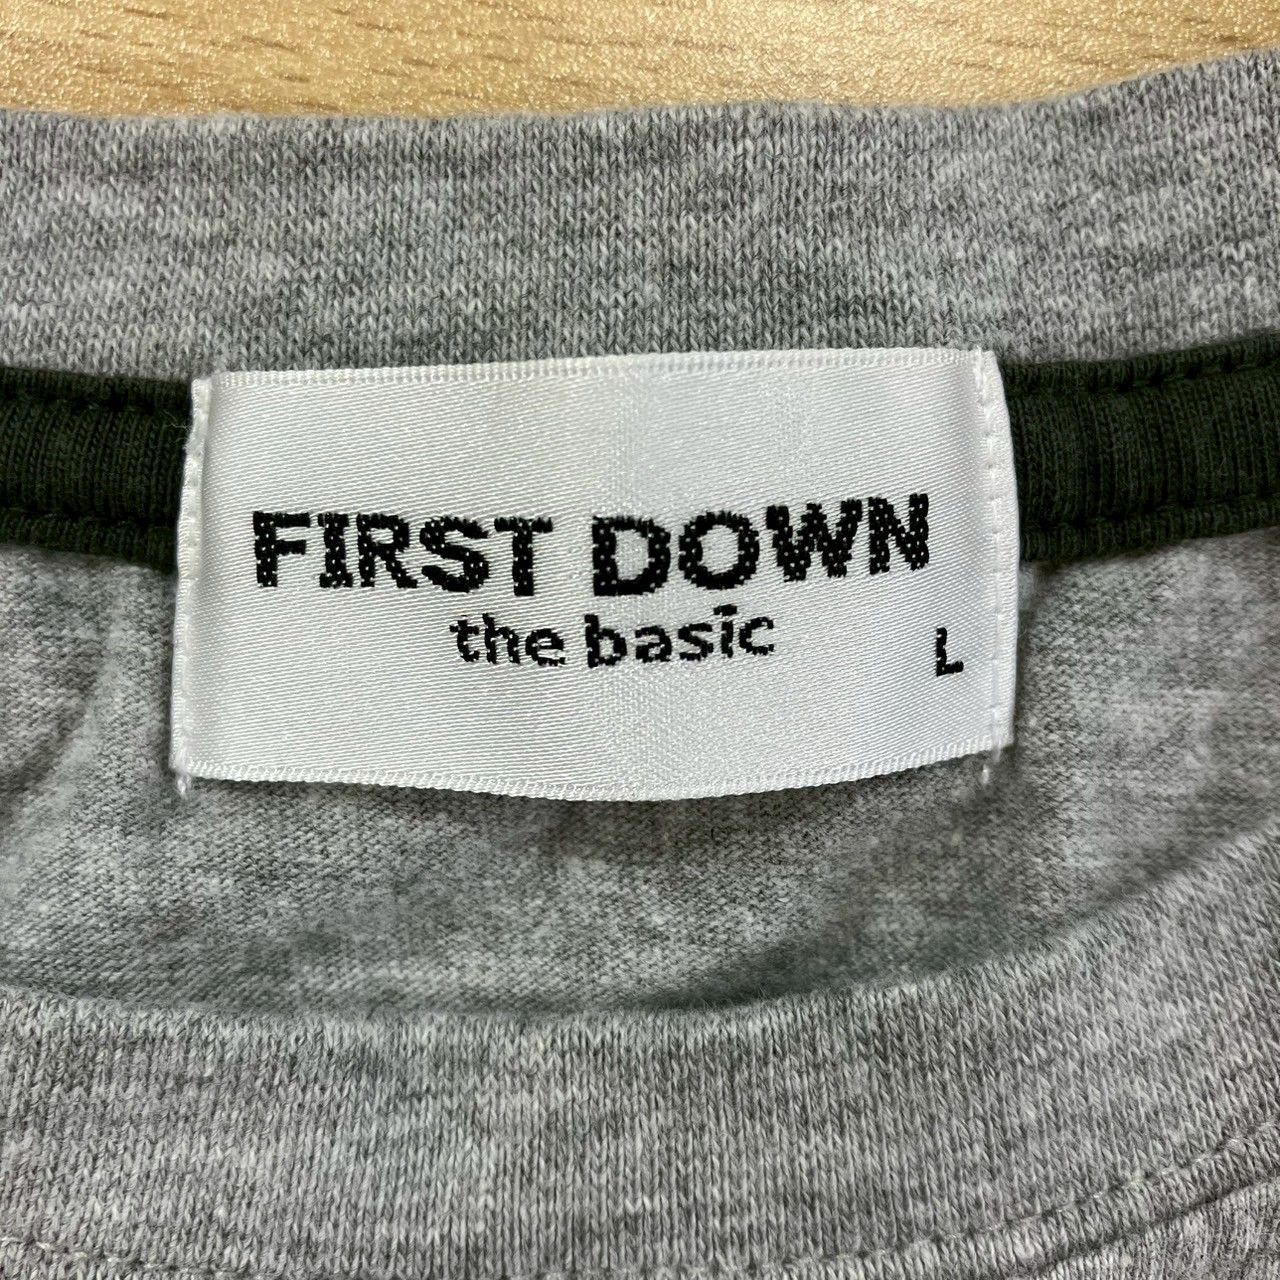 FIRST DOWN
the basic
L